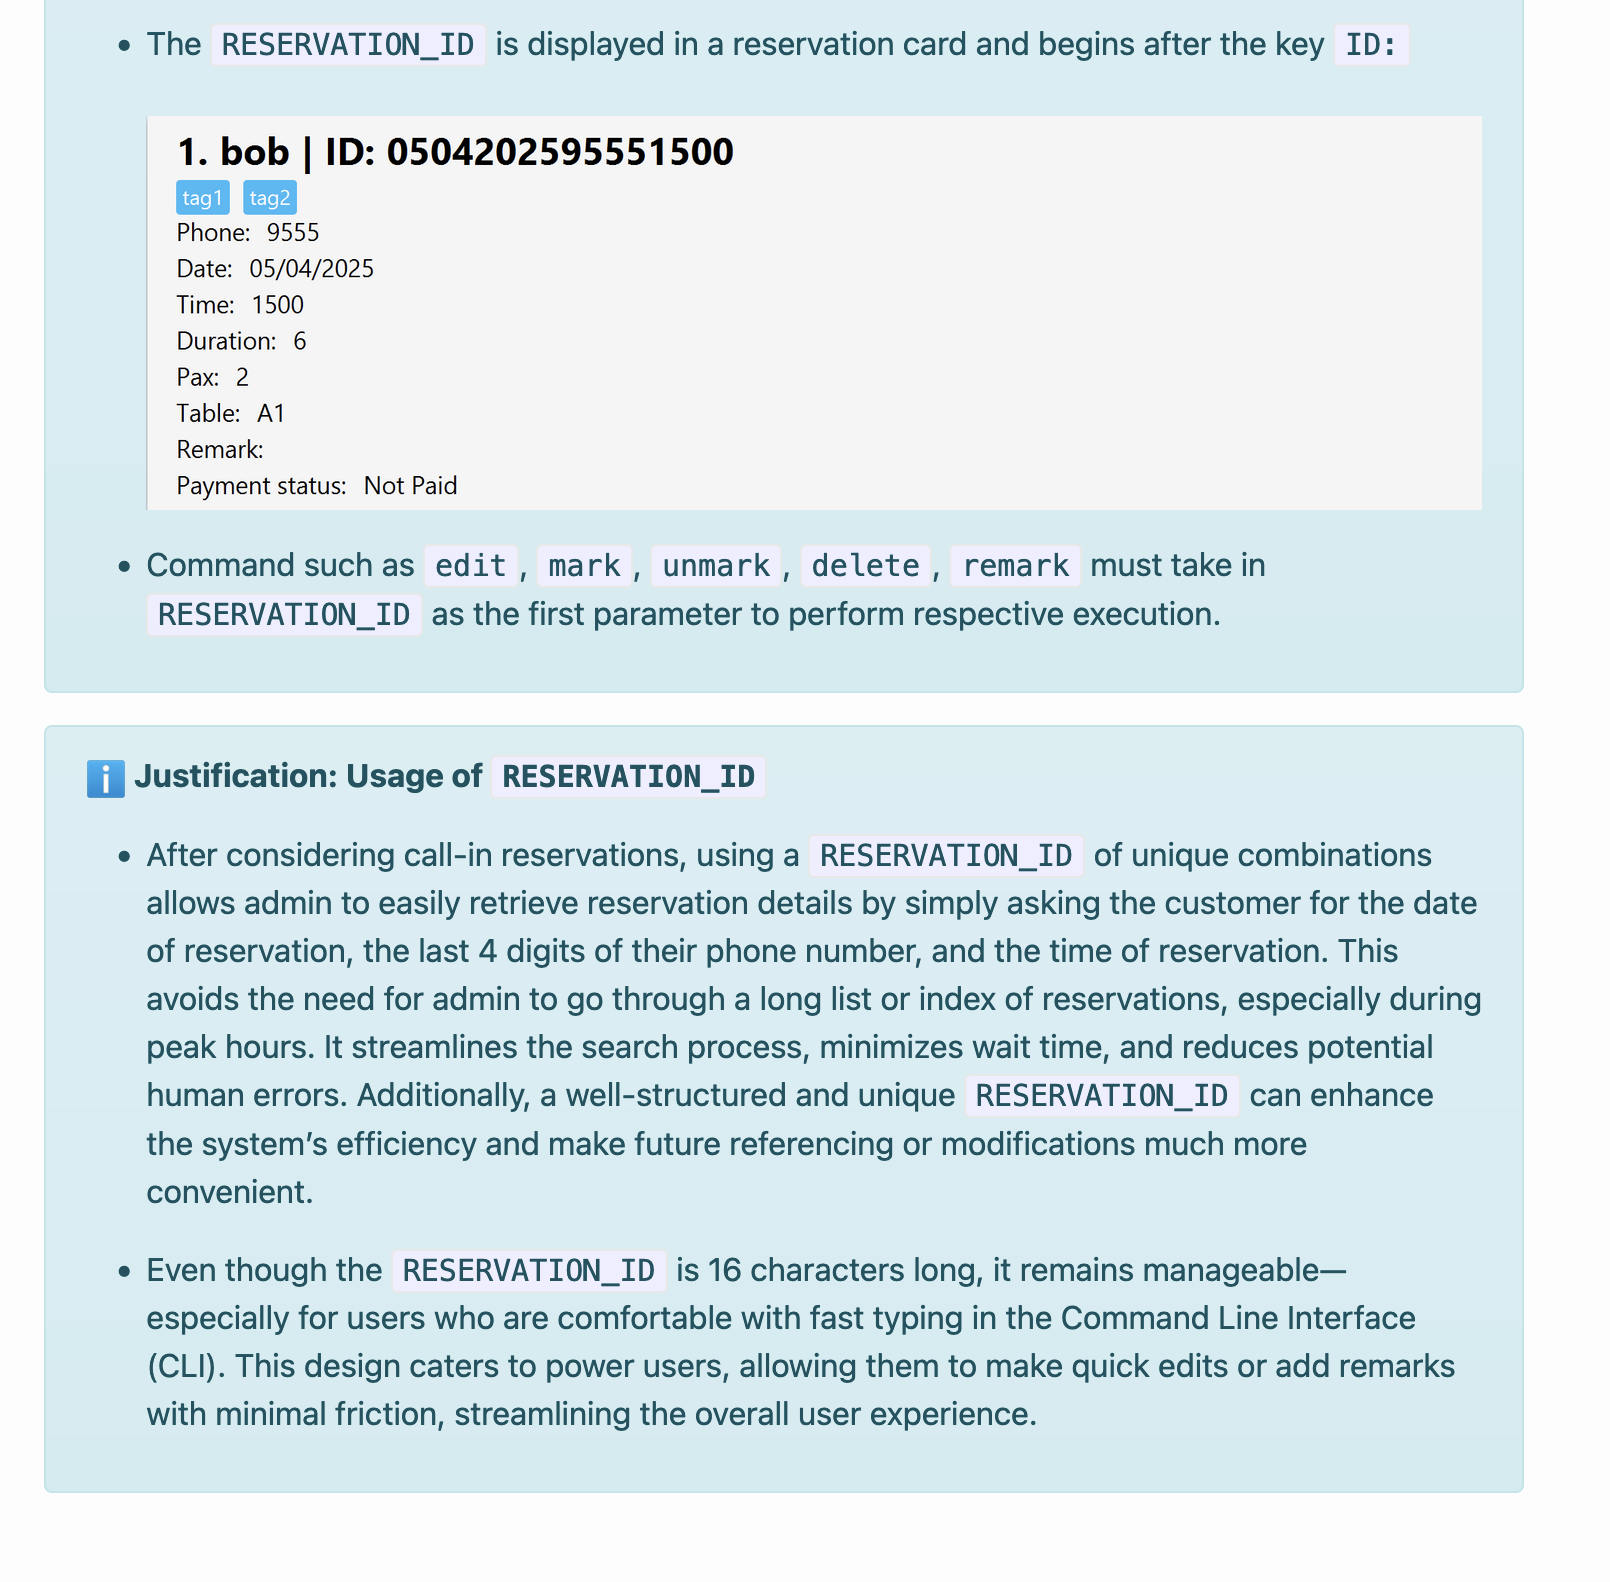 The RESERVATION_ID is displayed in a reservation card and begins after the key ID:
1. bob | ID: 0504202595551500
tag1 tag2
Phone: 9555
Date: 05/04/2025
Time: 1500
Duration: 6
Pax: 2
Table: A1
Remark:
Payment status: Not Paid
Command such as edit, mark, unmark, delete, remark must take in
RESERVATION_ID as the first parameter to perform respective execution.
Justification: Usage of RESERVATION_ID
After considering call-in reservations, using a RESERVATION_ID of unique combinations
allows admin to easily retrieve reservation details by simply asking the customer for the date
of reservation, the last 4 digits of their phone number, and the time of reservation. This
avoids the need for admin to go through a long list or index of reservations, especially during
peak hours. It streamlines the search process, minimizes wait time, and reduces potential
human errors. Additionally, a well-structured and unique RESERVATION_ID can enhance
the system’s efficiency and make future referencing or modifications much more
convenient.
Even though the RESERVATION_ID is 16 characters long, it remains manageable—
especially for users who are comfortable with fast typing in the Command Line Interface
(CLI). This design caters to power users, allowing them to make quick edits or add remarks
with minimal friction, streamlining the overall user experience.